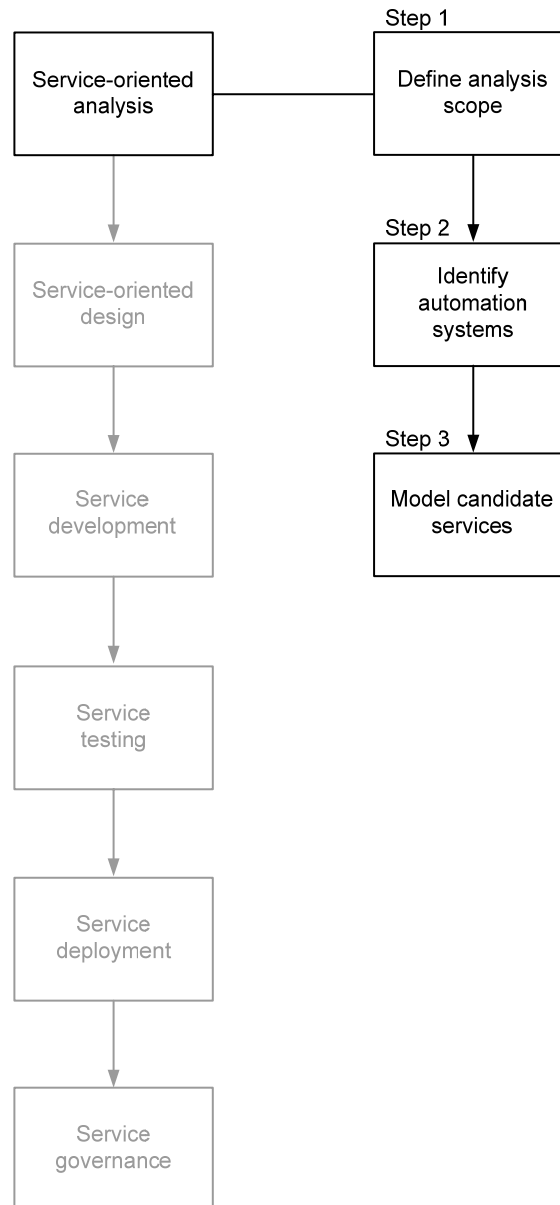 Service-oriented
analysis
Step 1
Define analysis
scope
Service-oriented
design
Step 2
Identify
automation
systems
Service
development
Step 3
Model candidate
services
Service
testing
Service
deployment
Service
governance